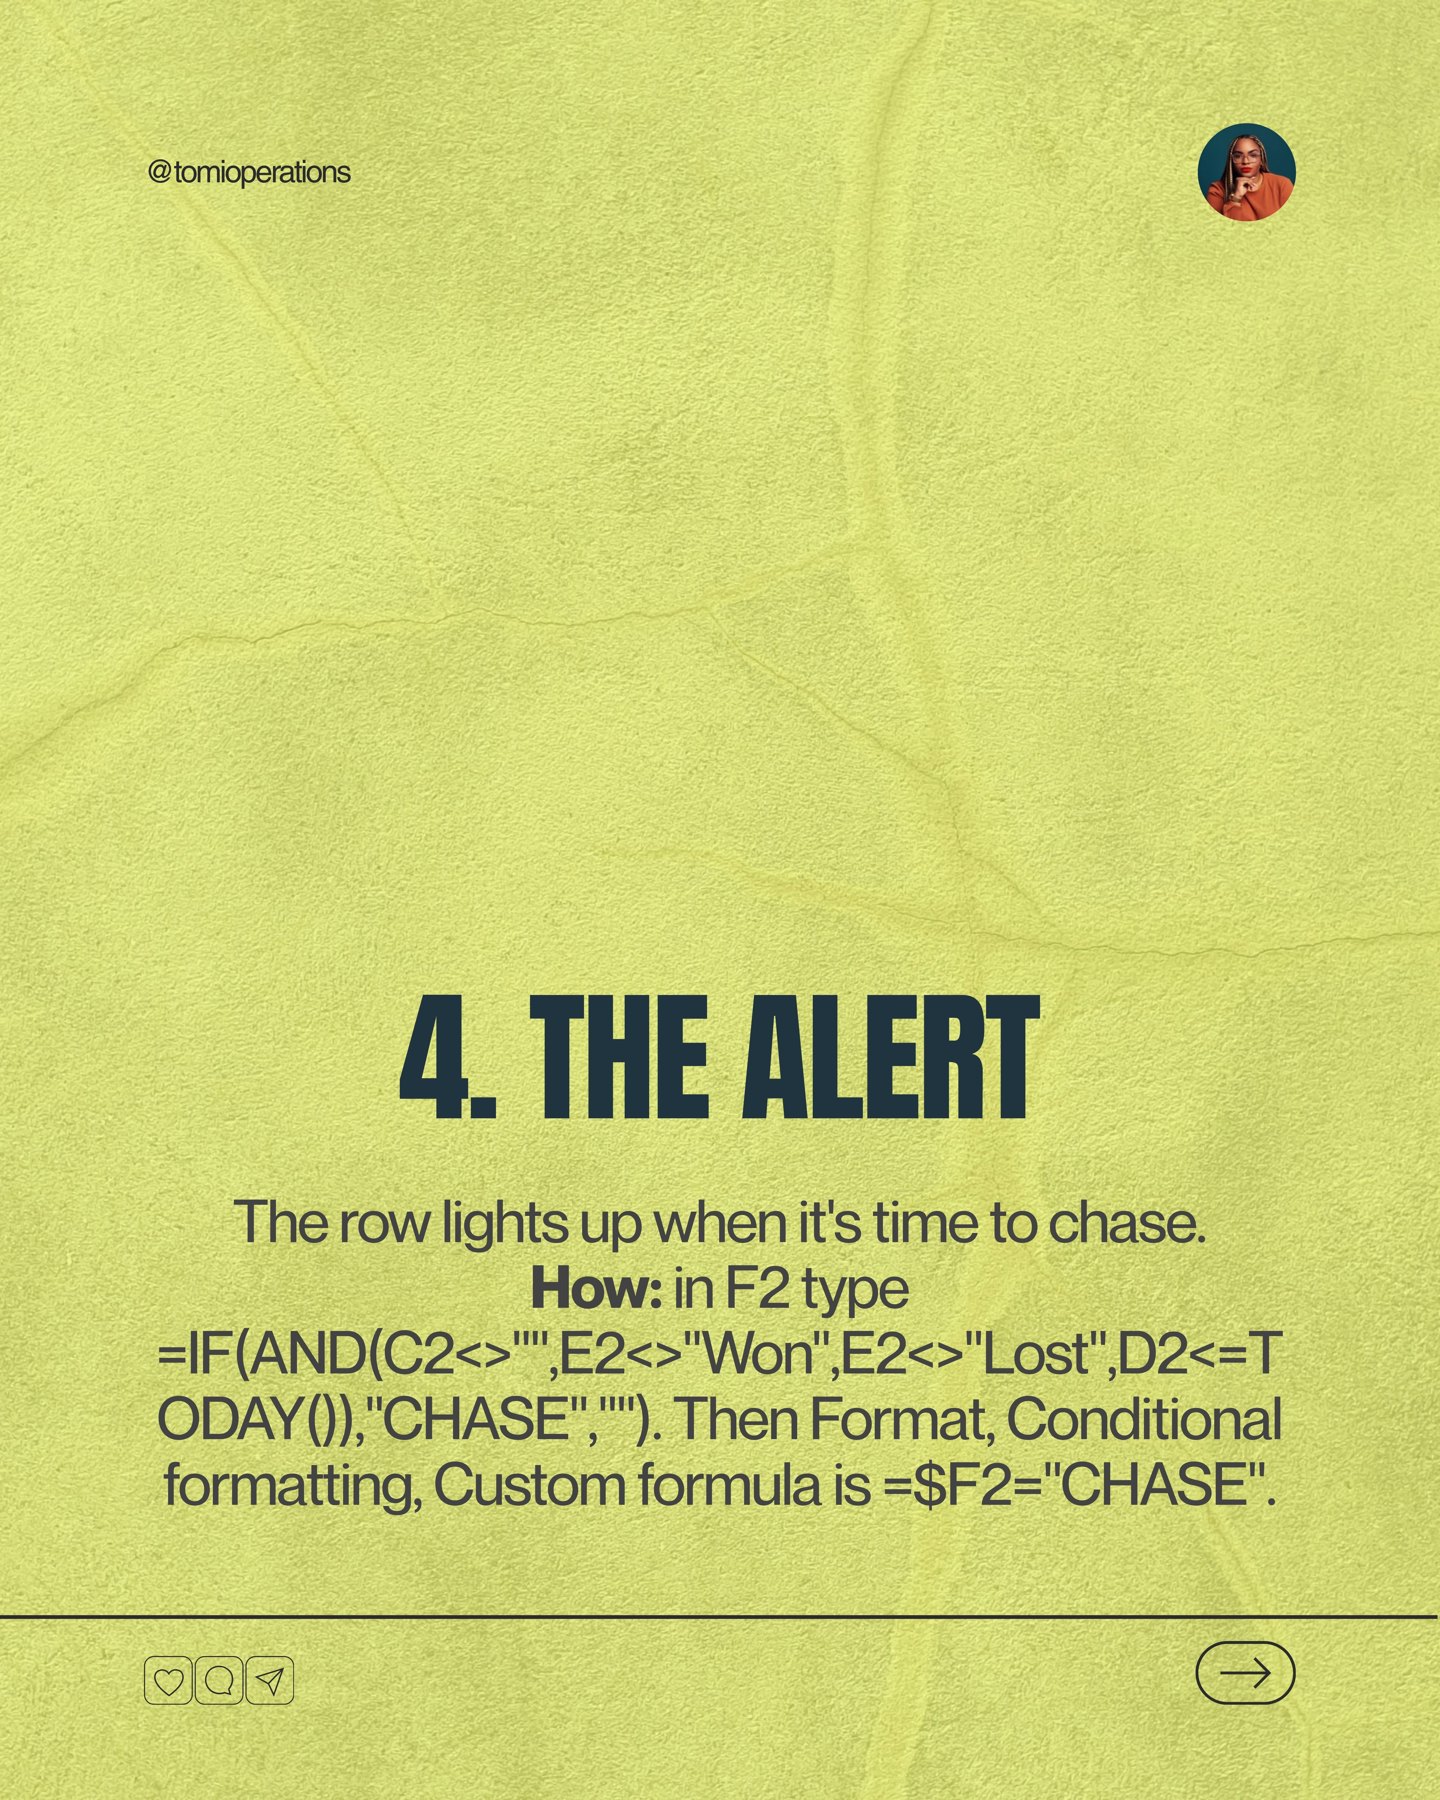 @tomioperations
4. THE ALERT
The row lights up when it's time to chase.
How: in F2 type
=IF(AND(C2<>"",E2<>"Won",E2<>"Lost",D2<=T
ODAY()),"CHASE",""). Then Format, Conditional
formatting, Custom formula is =$F2="CHASE".